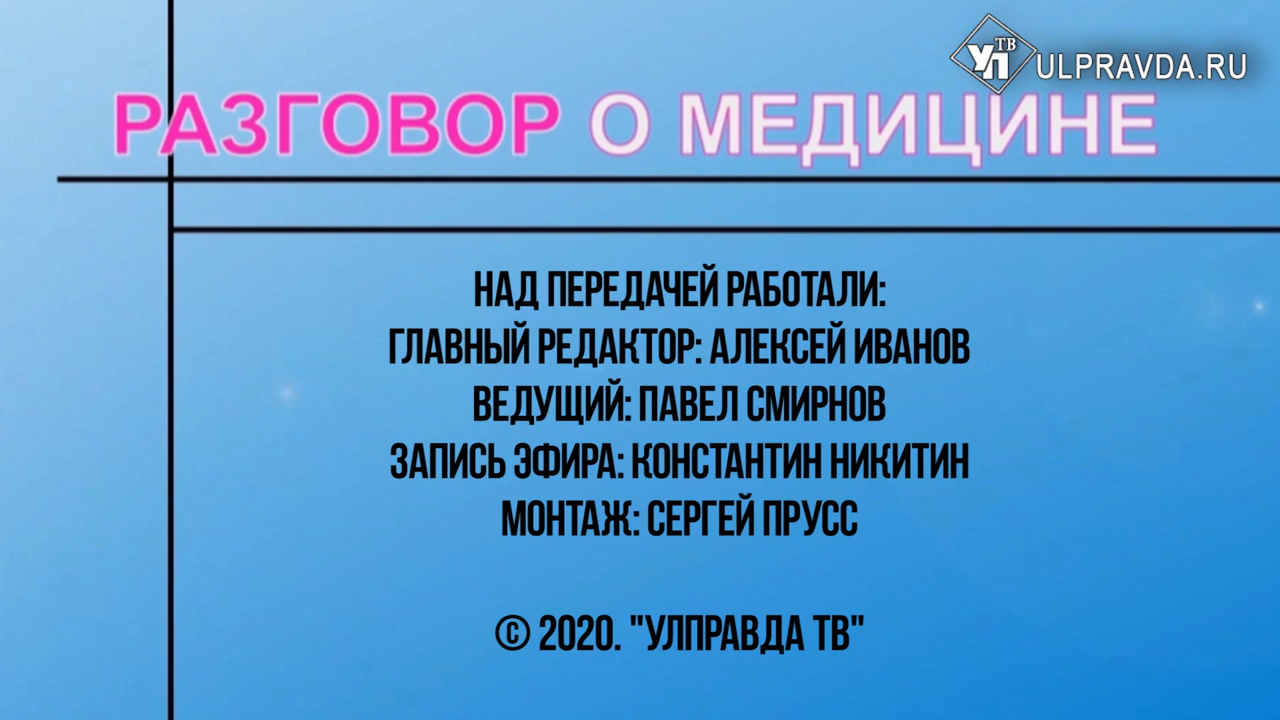 УП ТВ ULPRAVDA.RU
РАЗГОВОР О МЕДИЦИНЕ
НАД ПЕРЕДАЧЕЙ РАБОТАЛИ:
ГЛАВНЫЙ РЕДАКТОР: АЛЕКСЕЙ ИВАНОВ
ВЕДУЩИЙ: ПАВЕЛ СМИРНОВ
ЗАПИСЬ ЭФИРА: КОНСТАНТИН НИКИТИН
МОНТАЖ: СЕРГЕЙ ПРУСС
© 2020. "УЛПРАВДА ТВ"